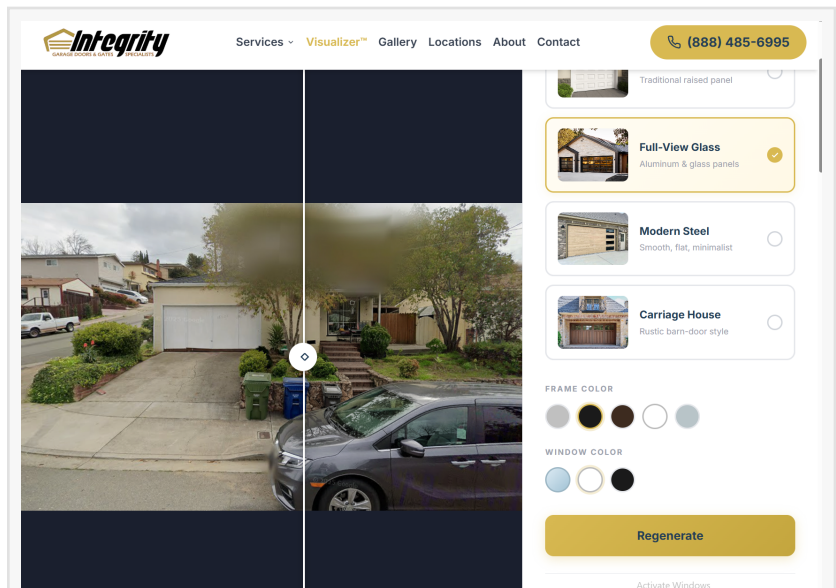 Integrity
GARAGE DOORS & GATES SPECIALISTS
Services
Visualizer™
Gallery
Locations
About
Contact
(888) 485-6995
Traditional raised panel
Full-View Glass
Aluminum & glass panels
Modern Steel
Smooth, flat, minimalist
Carriage House
Rustic barn-door style
FRAME COLOR
WINDOW COLOR
Regenerate
Activate Windows